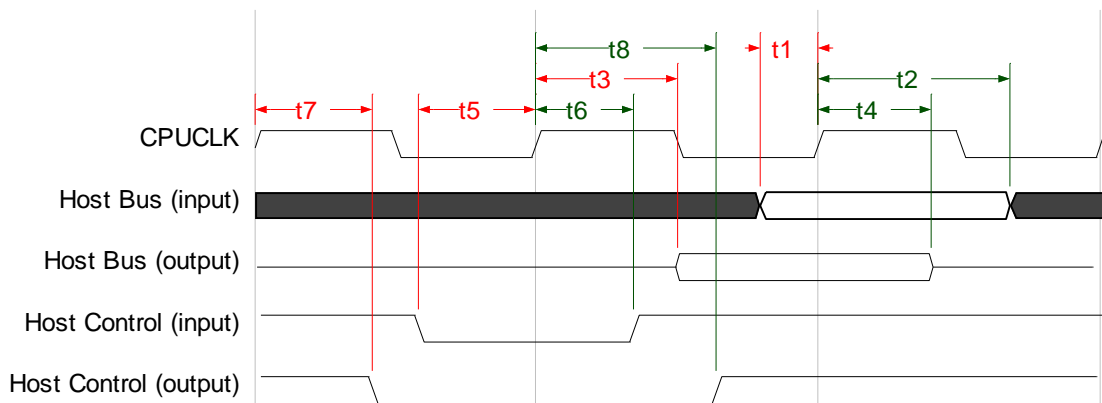 t8
t1
t3
t2
t7
t5
t6
t4
CPUCLK
Host Bus (input)
Host Bus (output)
Host Control (input)
Host Control (output)